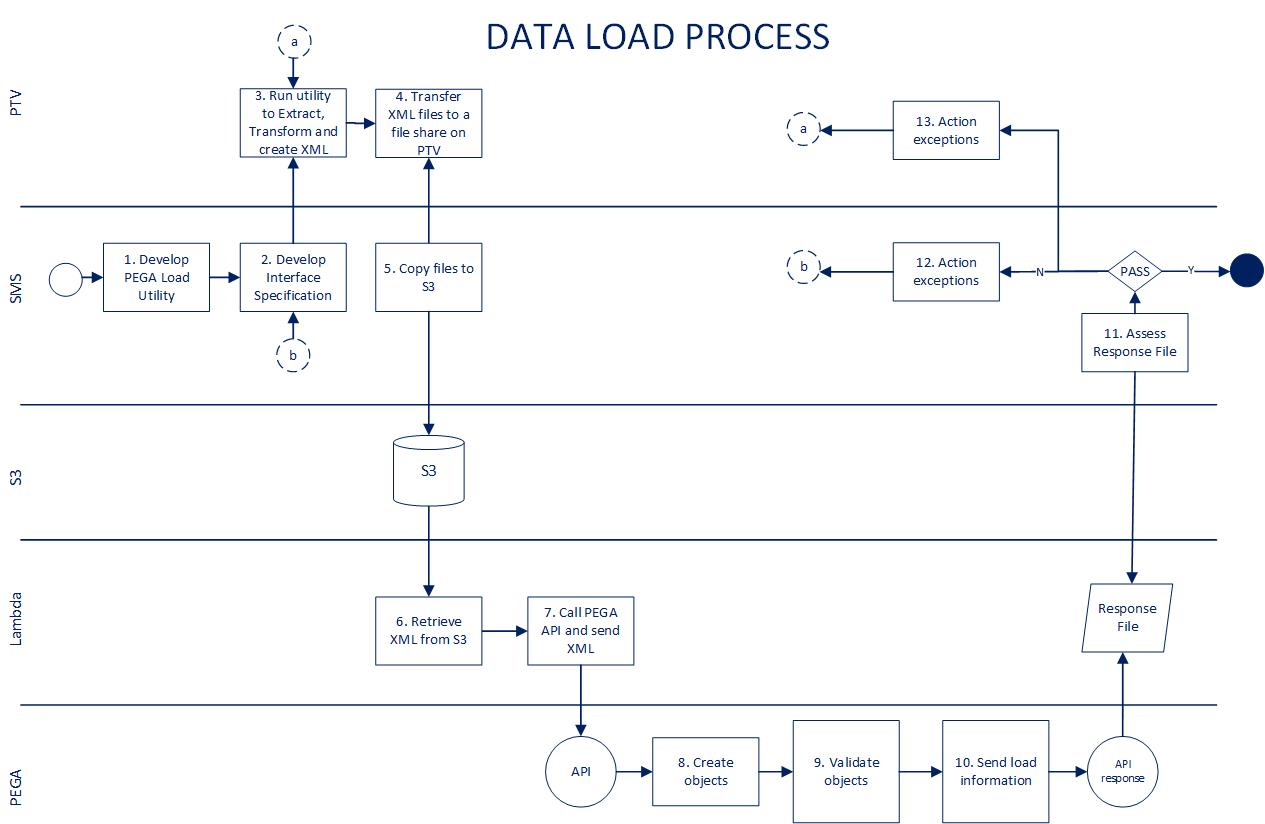 DATA LOAD PROCESS
PTV
a
3. Run utility
to Extract,
Transform and
create XML
4. Transfer
XML files to a
file share on
PTV
a
13. Action
exceptions
SIVIS
1. Develop
PEGA Load
Utility
2. Develop
Interface
Specification
b
5. Copy files to
S3
b
12. Action
exceptions
N
PASS
Y
11. Assess
Response File
S3
S3
Lambda
6. Retrieve
XML from S3
7. Call PEGA
API and send
XML
Response
File
PEGA
API
8. Create
objects
9. Validate
objects
10. Send load
information
API
response